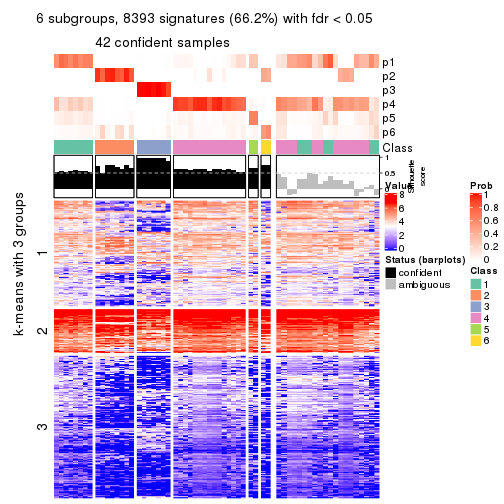 6 subgroups, 8393 signatures (66.2%) with fdr < 0.05
42 confident samples
p1
p2
p3
p4
p5
p6
Class
1
0.5
0
Silhouette
score
k-means with 3 groups
1
2
3
Value
8
6
4
2
0
Status (barplots)
confident
ambiguous
Prob
1
0.8
0.6
0.4
0.2
0
Class
1
2
3
4
5
6